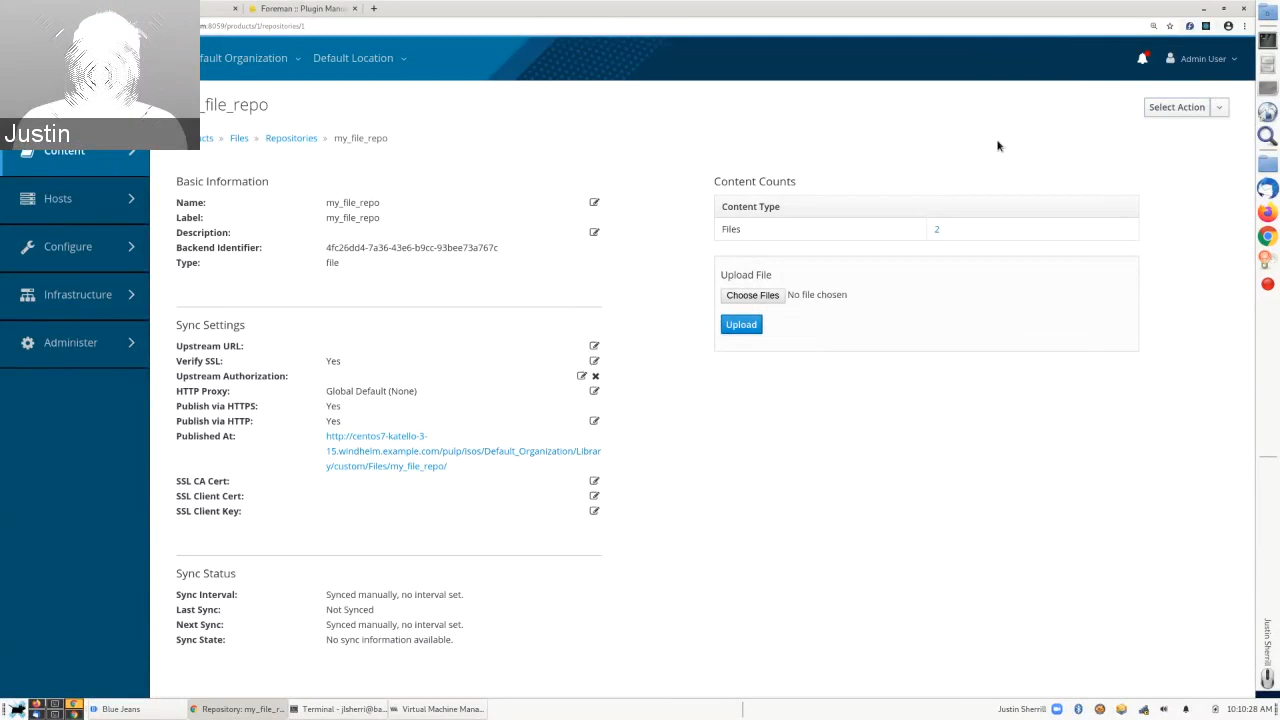 Foreman :: Plugin Manu
m:8059/products/1/repositories/1
fault Organization
Default Location
Admin User
_file_repo
Select Action
Justin
cts » Files » Repositories » my_file_repo
Content
Hosts
Configure
Infrastructure
Administer
Basic Information
Name: my_file_repo
Label: my_file_repo
Description:
Backend Identifier: 4fc26dd4-7a36-43e6-b9cc-93bee73a767c
Type: file
Sync Settings
Upstream URL:
Verify SSL: Yes
Upstream Authorization:
HTTP Proxy: Global Default (None)
Publish via HTTPS: Yes
Publish via HTTP: Yes
Published At: http://centos7-katello-3-
15.windhelm.example.com/pulp/isos/Default_Organization/Librar
y/custom/Files/my_file_repo/
SSL CA Cert:
SSL Client Cert:
SSL Client Key:
Sync Status
Sync Interval: Synced manually, no interval set.
Last Sync: Not Synced
Next Sync: Synced manually, no interval set.
Sync State: No sync information available.
Content Counts
Content Type
Files 2
Upload File
Choose Files No file chosen
Upload
Justin Sherrill
Blue Jeans
Repository: my_file_r...
Terminal - jlsherri@ba...
Virtual Machine Mana...
Justin Sherrill
10:10:28 AM